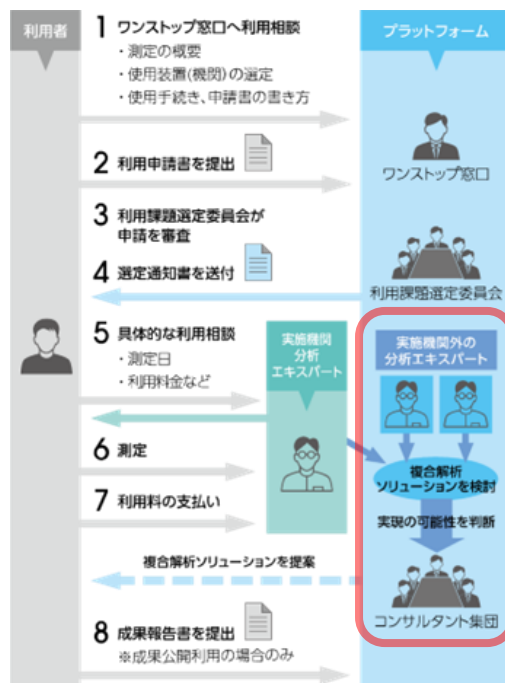 利用者
プラットフォーム
1 ワンストップ窓口へ利用相談
・測定の概要
・使用装置(機関)の選定
・使用手続き、申請書の書き方
ワンストップ窓口
2 利用申請書を提出
3 利用課題選定委員会が
申請を審査
4 選定通知書を送付
利用課題選定委員会
5 具体的な利用相談
・測定日
・利用料金など
実施機関
分析
エキスパート
実施機関外の
分析エキスパート
6 測定
複合解析
ソリューションを検討
7 利用料の支払い
実現の可能性を判断
複合解析ソリューションを提案
コンサルタント集団
8 成果報告書を提出
※成果公開利用の場合のみ